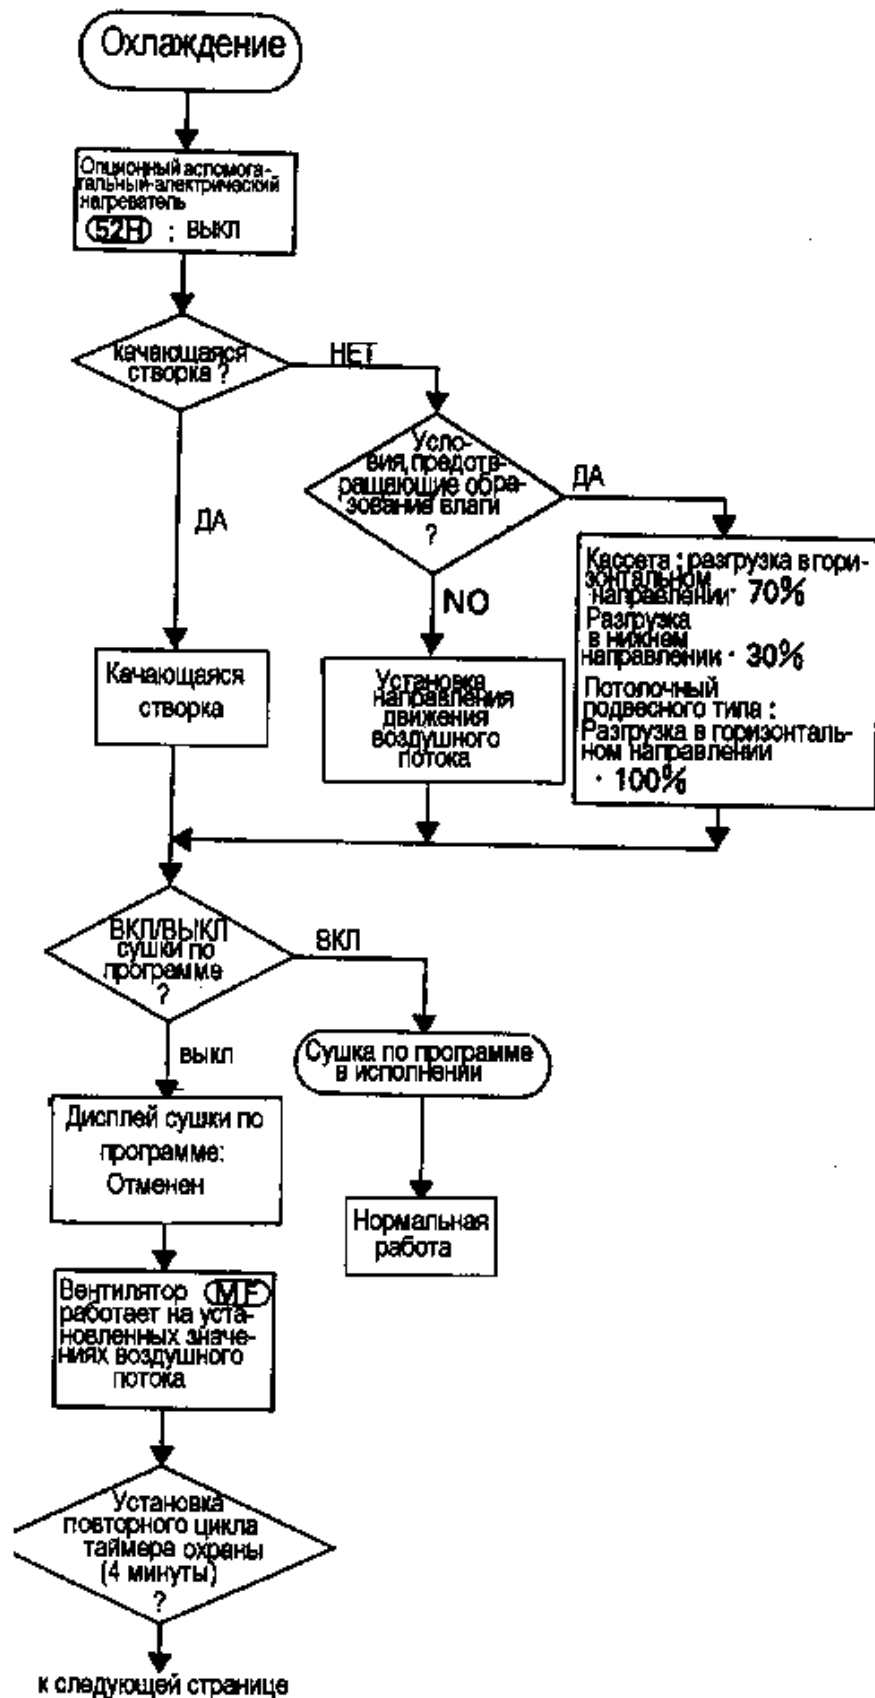 Охлаждение
Опционный аспомога-
тальный-алектрический
нагреватель
52H : ВЫКЛ
качающаяся
створка ?
НЕТ
Усло-
вия, предотв-
ращающие обра-
зование влаги
?
ДА
ДА
NO
Кассета : разгрузка в гори-
зонтальном
направлении· 70%
Разгрузка
в нижнем
направлении · 30%
Потолочный
подвесного типа :
Разгрузка в горизонталь-
ном направлении
· 100%
Качающаяся
створка
Установка
направления
движения
воздушного
потока
ВКЛ/ВЫКЛ
сушки по
программе
?
ВКЛ
выкл
Сушка по программе
в исполнении
Дисплей сушки по
программе:
Отменен
Нормальная
работа
Вентилятор MF
работает на уста-
новленных значе-
ниях воздушного
потока
Установка
повторного цикла
таймера охраны
(4 минуты)
?
к следующей странице